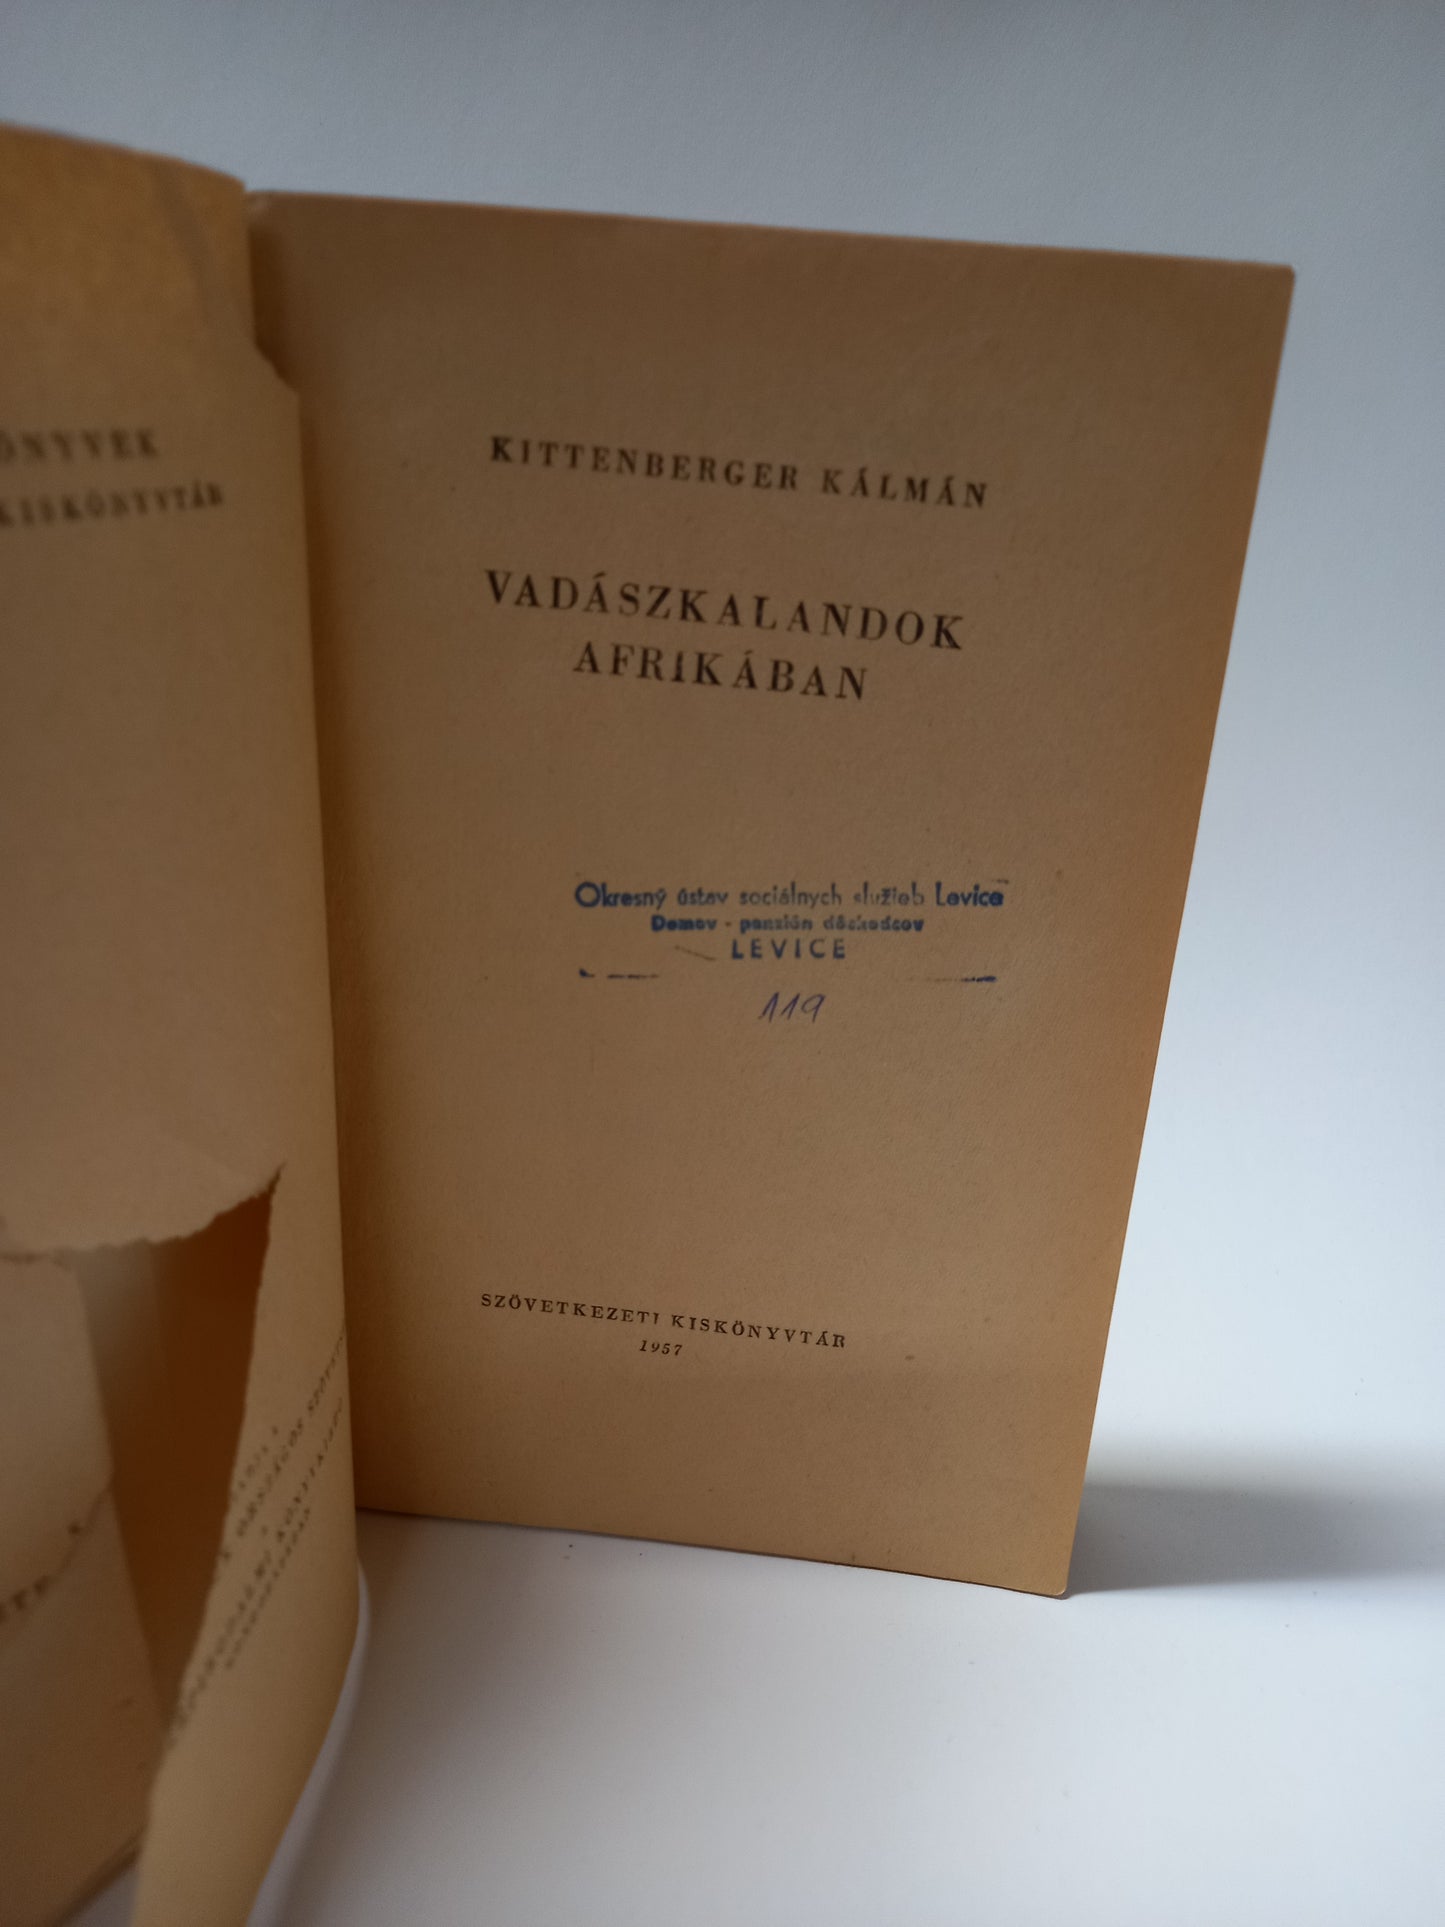 ÖNYVEK
KISKÖNYVTÁR
KITTENBERGER KÁLMÁN
VADÁSZKALANDOK
AFRIKÁBAN
Okresný ústav sociálnych služieb Levice
Domov - penzión dôchodcov
LEVICE
119
SZÖVETKEZETI KISKÖNYVTÁR
1957